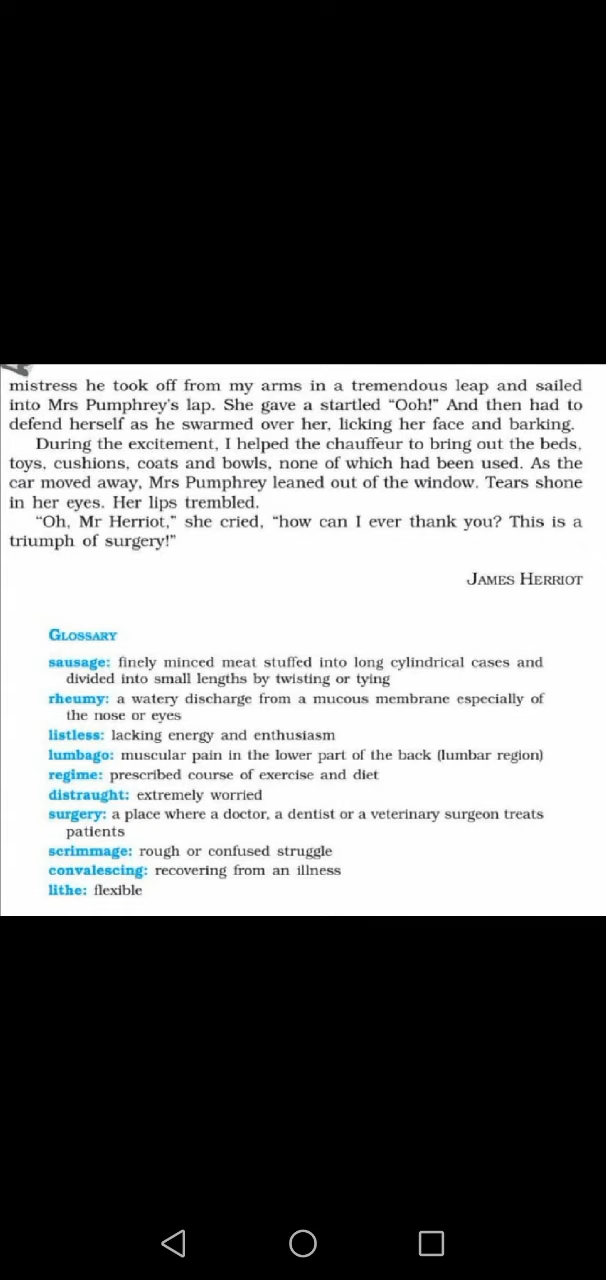 mistress he took off from my arms in a tremendous leap and sailed
into Mrs Pumphrey's lap. She gave a startled “Ooh!” And then had to
defend herself as he swarmed over her, licking her face and barking.
During the excitement, I helped the chauffeur to bring out the beds,
toys, cushions, coats and bowls, none of which had been used. As the
car moved away, Mrs Pumphrey leaned out of the window. Tears shone
in her eyes. Her lips trembled.
“Oh, Mr Herriot,” she cried, “how can I ever thank you? This is a
triumph of surgery!”
JAMES HERRIOT
GLOSSARY
sausage: finely minced meat stuffed into long cylindrical cases and
divided into small lengths by twisting or tying
rheumy: a watery discharge from a mucous membrane especially of
the nose or eyes
listless: lacking energy and enthusiasm
lumbago: muscular pain in the lower part of the back (lumbar region)
regime: prescribed course of exercise and diet
distraught: extremely worried
surgery: a place where a doctor, a dentist or a veterinary surgeon treats
patients
scrimmage: rough or confused struggle
convalescing: recovering from an illness
lithe: flexible